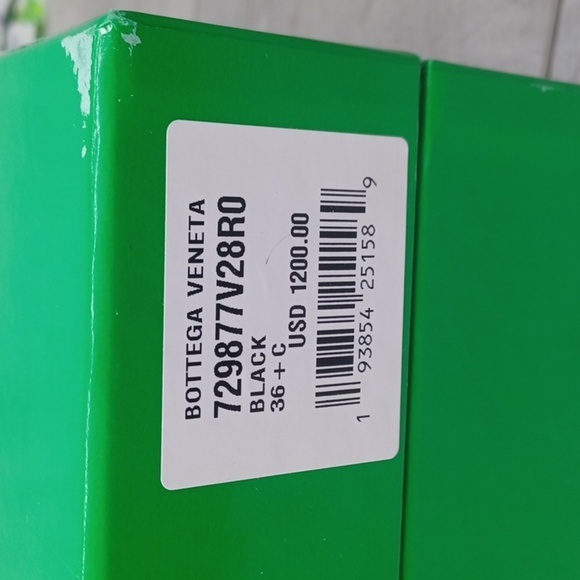 BOTTEGA VENETA
729877V28R0
BLACK
36 + C
USD 1200.00
1 93854 25158 9